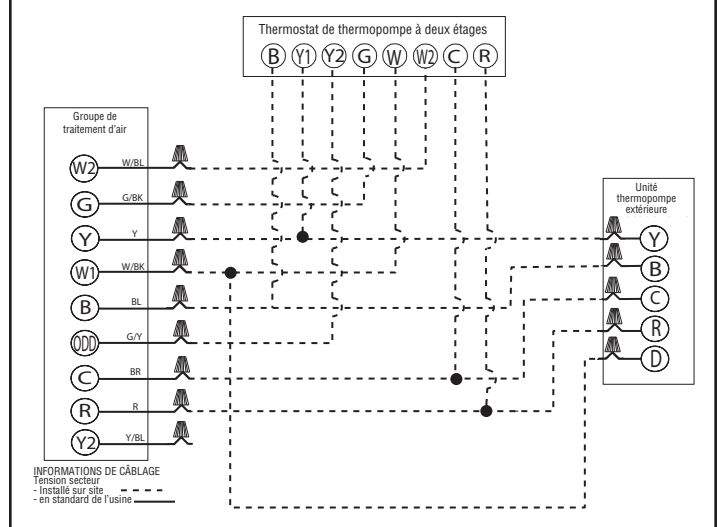 Thermostat de thermopompe à deux étages
B Y1 Y2 G W W2 C R
Groupe de
traitement d'air
W2 W/BL
G G/BK
Y Y
W1 W/BK
B BL
ODD G/Y
C BR
R R
Y2 Y/BL
Unité
thermopompe
extérieure
Y
B
C
R
D
INFORMATIONS DE CÂBLAGE
Tension secteur
- Installé sur site
- en standard de l'usine